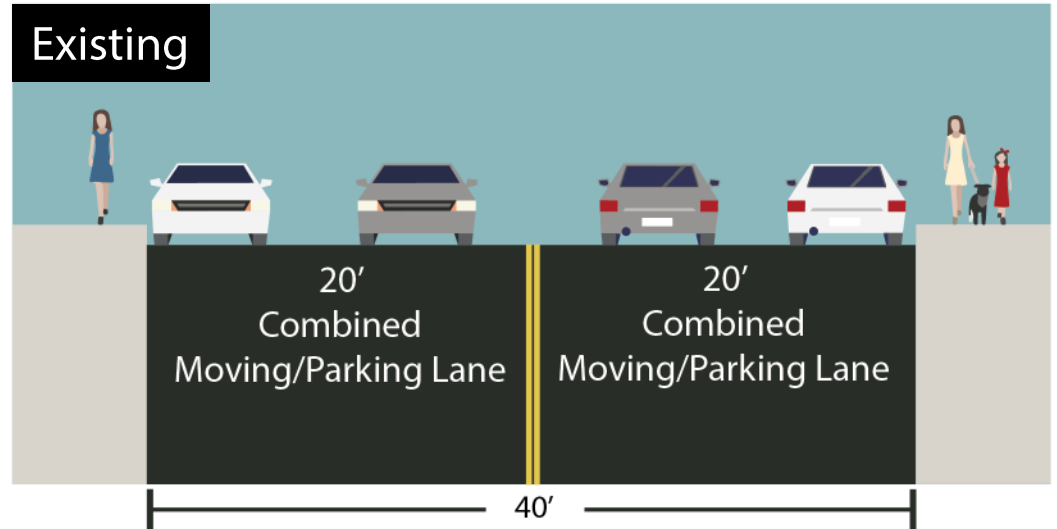 Existing
20’
Combined
Moving/Parking Lane
20’
Combined
Moving/Parking Lane
40’